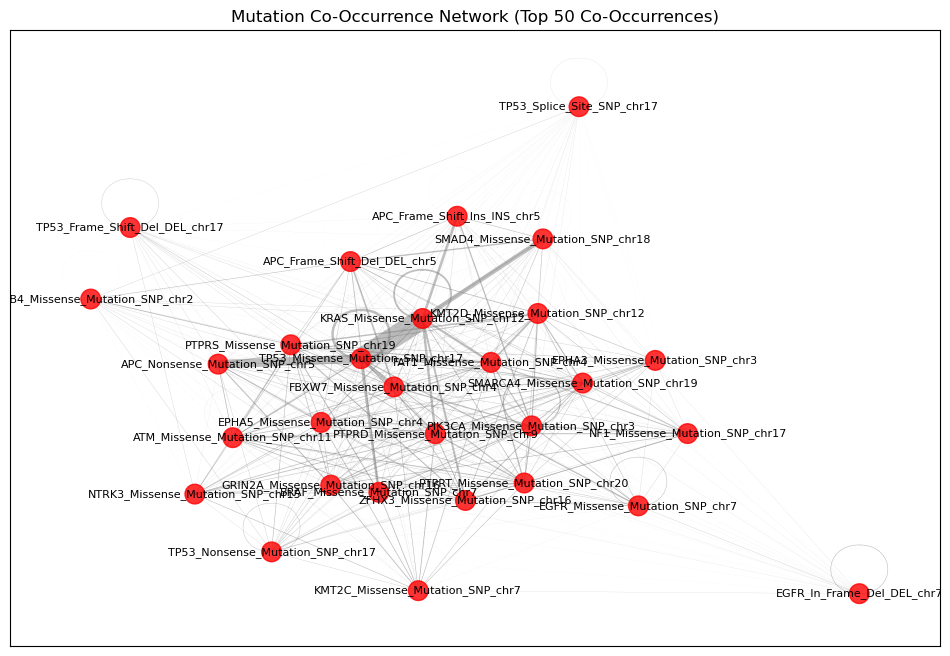 Mutation Co-Occurrence Network (Top 50 Co-Occurrences)
TP53_Splice_Site_SNP_chr17
APC_Frame_Shift_Ins_INS_chr5
TP53_Frame_Shift_Del_DEL_chr17
SMAD4_Missense_Mutation_SNP_chr18
APC_Frame_Shift_Del_DEL_chr5
B4_Missense_Mutation_SNP_chr2
KMT2D_Missense_Mutation_SNP_chr12
KRAS_Missense_Mutation_SNP_chr12
PTPRS_Missense_Mutation_SNP_chr19
TP53_Missense_Mutation_SNP_chr17
EPHA3_Missense_Mutation_SNP_chr3
FAT1_Missense_Mutation_SNP_chr4
APC_Nonsense_Mutation_SNP_chr5
SMARCA4_Missense_Mutation_SNP_chr19
FBXW7_Missense_Mutation_SNP_chr4
EPHA5_Missense_Mutation_SNP_chr4
PIK3CA_Missense_Mutation_SNP_chr3
NF1_Missense_Mutation_SNP_chr17
PTPRD_Missense_Mutation_SNP_chr9
ATM_Missense_Mutation_SNP_chr11
PTPRT_Missense_Mutation_SNP_chr20
GRIN2A_Missense_Mutation_SNP_chr16
BRAF_Missense_Mutation_SNP_chr7
NTRK3_Missense_Mutation_SNP_chr15
ZFHX3_Missense_Mutation_SNP_chr16
EGFR_Missense_Mutation_SNP_chr7
TP53_Nonsense_Mutation_SNP_chr17
KMT2C_Missense_Mutation_SNP_chr7
EGFR_In_Frame_Del_DEL_chr7